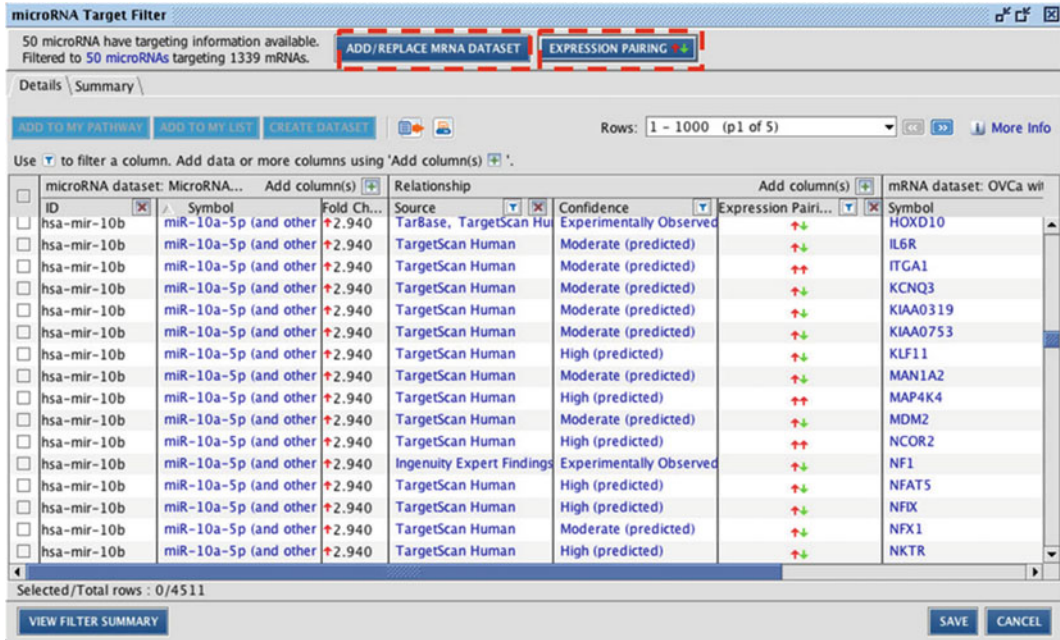 microRNA Target Filter
50 microRNA have targeting information available.
Filtered to 50 microRNAs targeting 1339 mRNAs.
ADD/REPLACE MRNA DATASET
EXPRESSION PAIRING
Details \ Summary \
ADD TO MY PATHWAY ADD TO MY LIST CREATE DATASET Rows: 1 - 1000 (p1 of 5) More Info
Use to filter a column. Add data or more columns using 'Add column(s) '.
microRNA dataset: MicroRNA... Add column(s) Relationship Add column(s) mRNA dataset: OVCa wit
ID Symbol Fold Ch... Source Confidence Expression Pairi... Symbol
hsa-mir-10b miR-10a-5p (and other ↑2.940 TarBase, TargetScan Hu Experimentally Observed ↑↓ HOXD10
hsa-mir-10b miR-10a-5p (and other ↑2.940 TargetScan Human Moderate (predicted) ↑↓ IL6R
hsa-mir-10b miR-10a-5p (and other ↑2.940 TargetScan Human Moderate (predicted) ↑↑ ITGA1
hsa-mir-10b miR-10a-5p (and other ↑2.940 TargetScan Human Moderate (predicted) ↑↓ KCNQ3
hsa-mir-10b miR-10a-5p (and other ↑2.940 TargetScan Human Moderate (predicted) ↑↓ KIAA0319
hsa-mir-10b miR-10a-5p (and other ↑2.940 TargetScan Human Moderate (predicted) ↑↓ KIAA0753
hsa-mir-10b miR-10a-5p (and other ↑2.940 TargetScan Human High (predicted) ↑↓ KLF11
hsa-mir-10b miR-10a-5p (and other ↑2.940 TargetScan Human Moderate (predicted) ↑↓ MAN1A2
hsa-mir-10b miR-10a-5p (and other ↑2.940 TargetScan Human High (predicted) ↑↑ MAP4K4
hsa-mir-10b miR-10a-5p (and other ↑2.940 TargetScan Human Moderate (predicted) ↑↓ MDM2
hsa-mir-10b miR-10a-5p (and other ↑2.940 TargetScan Human High (predicted) ↑↑ NCOR2
hsa-mir-10b miR-10a-5p (and other ↑2.940 Ingenuity Expert Findings Experimentally Observed ↑↓ NF1
hsa-mir-10b miR-10a-5p (and other ↑2.940 TargetScan Human High (predicted) ↑↓ NFAT5
hsa-mir-10b miR-10a-5p (and other ↑2.940 TargetScan Human High (predicted) ↑↓ NFIX
hsa-mir-10b miR-10a-5p (and other ↑2.940 TargetScan Human Moderate (predicted) ↑↓ NFX1
hsa-mir-10b miR-10a-5p (and other ↑2.940 TargetScan Human High (predicted) ↑↓ NKTR
Selected/Total rows : 0/4511
VIEW FILTER SUMMARY SAVE CANCEL